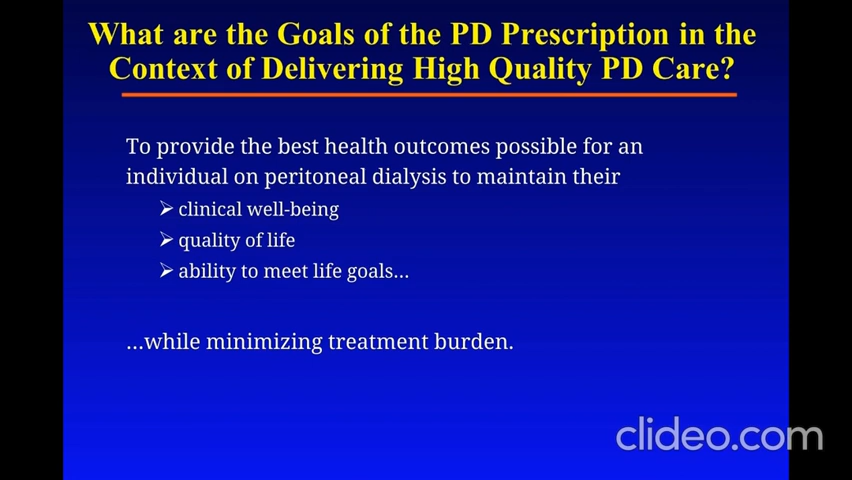 What are the Goals of the PD Prescription in the
Context of Delivering High Quality PD Care?
To provide the best health outcomes possible for an
individual on peritoneal dialysis to maintain their
➢ clinical well-being
➢ quality of life
➢ ability to meet life goals…
…while minimizing treatment burden.
clideo.com